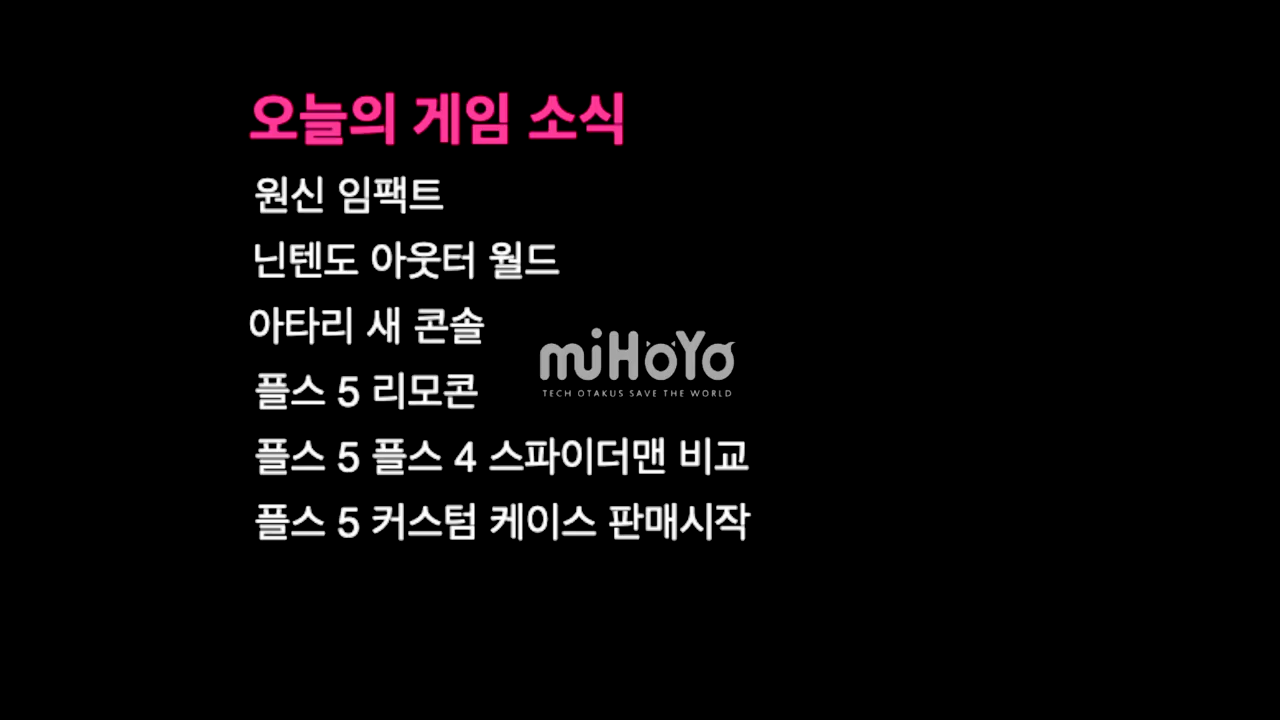 오늘의 게임 소식
원신 임팩트
닌텐도 아웃터 월드
아타리 새 콘솔
miHoYo
TECH OTAKUS SAVE THE WORLD
플스 5 리모콘
플스 5 플스 4 스파이더맨 비교
플스 5 커스텀 케이스 판매시작